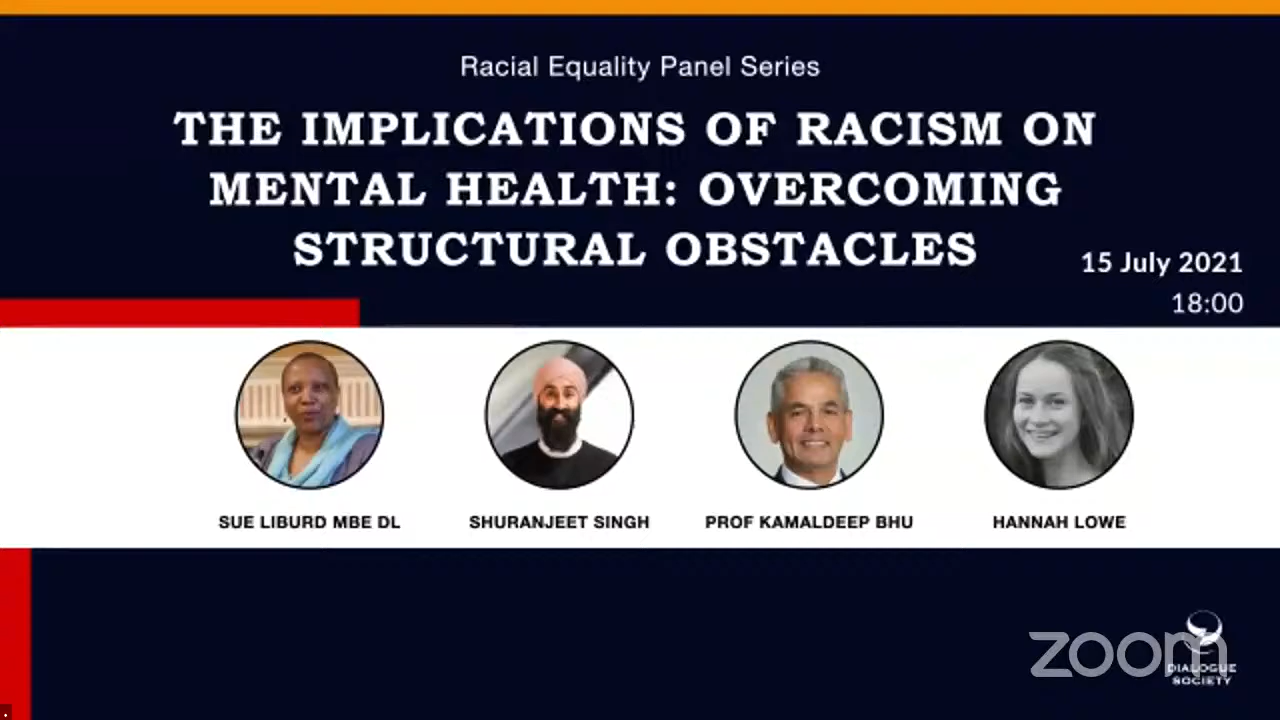 Racial Equality Panel Series
THE IMPLICATIONS OF RACISM ON
MENTAL HEALTH: OVERCOMING
STRUCTURAL OBSTACLES
15 July 2021
18:00
SUE LIBURD MBE DL
SHURANJEET SINGH
PROF KAMALDEEP BHU
HANNAH LOWE
zoom
DIALOGUE
SOCIETY